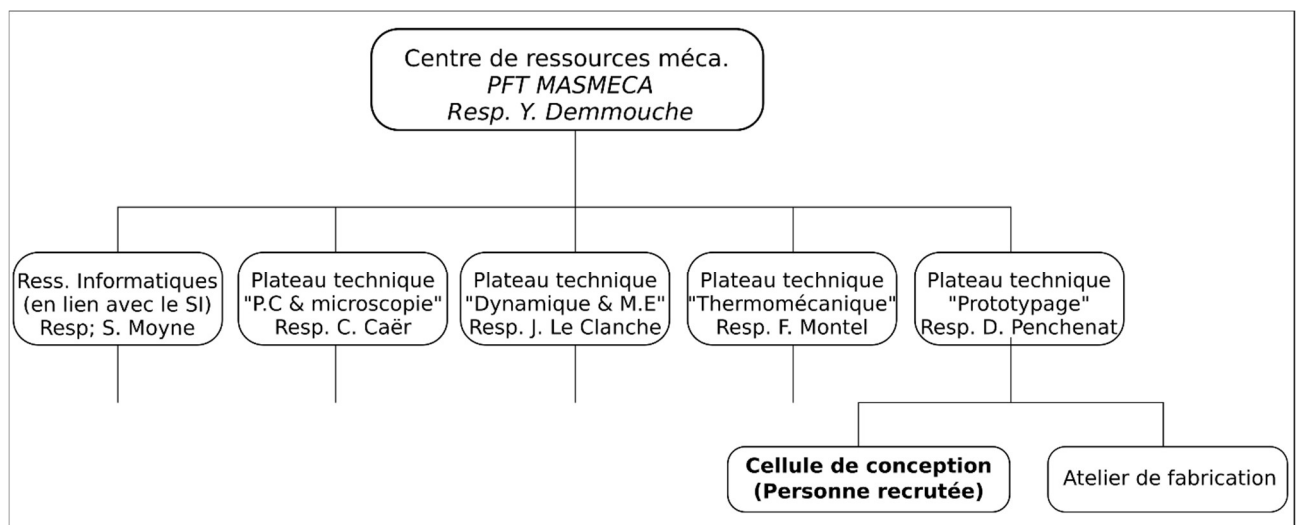 Centre de ressources méca.
PFT MASMECA
Resp. Y. Demmouche
Ress. Informatiques
(en lien avec le SI)
Resp; S. Moyne
Plateau technique
"P.C & microscopie"
Resp. C. Caër
Plateau technique
"Dynamique & M.E"
Resp. J. Le Clanche
Plateau technique
"Thermomécanique"
Resp. F. Montel
Plateau technique
"Prototypage"
Resp. D. Penchenat
Cellule de conception
(Personne recrutée)
Atelier de fabrication